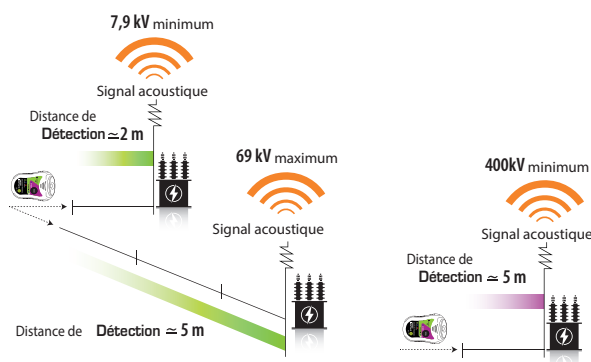 7,9 kV minimum
Signal acoustique
Distance de
Détection ≃ 2 m
69 kV maximum
Signal acoustique
Distance de Détection ≃ 5 m
400kV minimum
Signal acoustique
Distance de
Détection ≃ 5 m